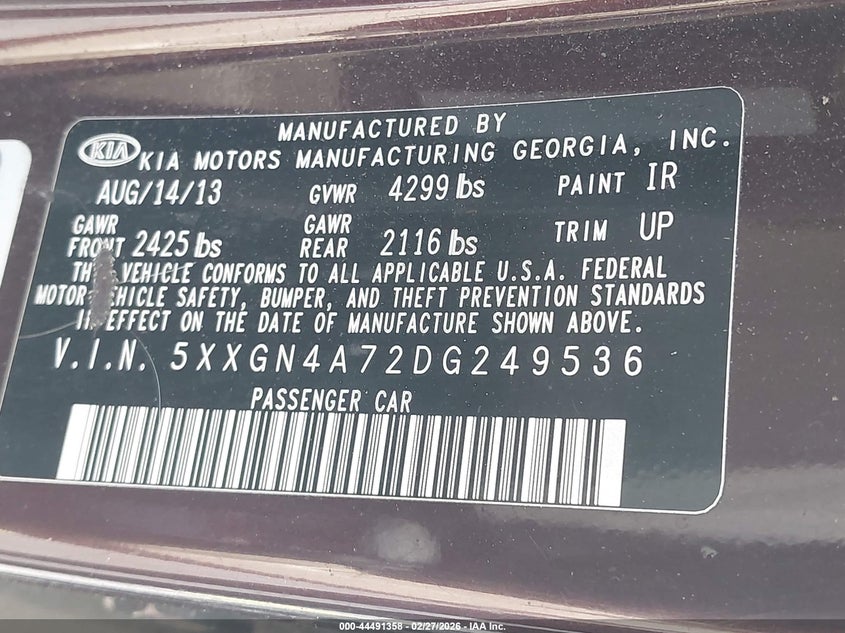 MANUFACTURED BY
KIA KIA MOTORS MANUFACTURING GEORGIA, INC.
AUG/14/13 GVWR 4299 lbs PAINT IR
GAWR FRONT 2425 lbs GAWR REAR 2116 lbs TRIM UP
THIS VEHICLE CONFORMS TO ALL APPLICABLE U.S.A. FEDERAL
MOTOR VEHICLE SAFETY, BUMPER, AND THEFT PREVENTION STANDARDS
IN EFFECT ON THE DATE OF MANUFACTURE SHOWN ABOVE.
V.I.N. 5XXGN4A72DG249536
PASSENGER CAR
000-44491358 - 02/27/2026 - IAA Inc.